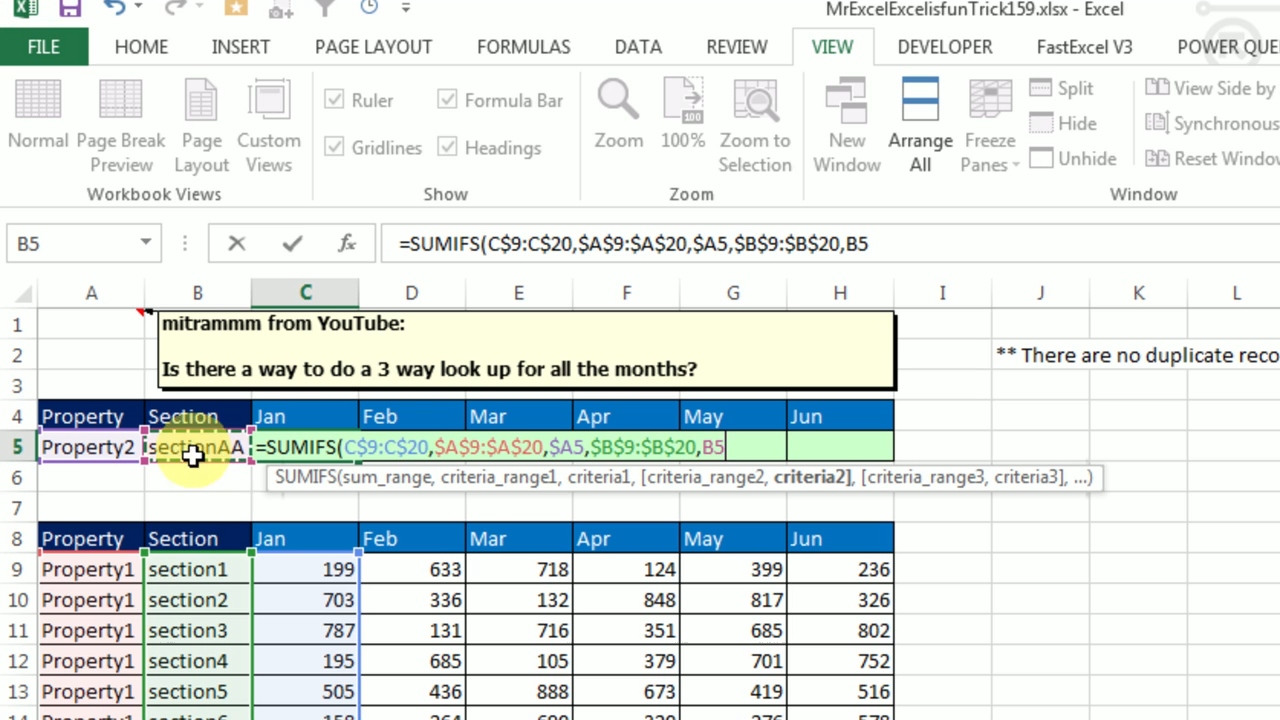 MrExcelExcelisfunTrick159.xlsx - Excel
FILE HOME INSERT PAGE LAYOUT FORMULAS DATA REVIEW VIEW DEVELOPER FastExcel V3 POWER QUE
Normal
Page Break Preview
Page Layout
Custom Views
Workbook Views
Ruler
Formula Bar
Gridlines
Headings
Show
Zoom
100%
Zoom to Selection
Zoom
New Window
Arrange All
Freeze Panes
Split
Hide
Unhide
View Side by
Synchronous
Reset Window
Window
B5 fx =SUMIFS(C$9:C$20,$A$9:$A$20,$A5,$B$9:$B$20,B5
A B C D E F G H I J K L
1 mitrammm from YouTube:
2 Is there a way to do a 3 way look up for all the months? ** There are no duplicate reco
3
4 Property Section Jan Feb Mar Apr May Jun
5 Property2 sectionAA =SUMIFS(C$9:C$20,$A$9:$A$20,$A5,$B$9:$B$20,B5
6 SUMIFS(sum_range, criteria_range1, criteria1, [criteria_range2, criteria2], [criteria_range3, criteria3], ...)
7
8 Property Section Jan Feb Mar Apr May Jun
9 Property1 section1 199 633 718 124 399 236
10 Property1 section2 703 336 132 848 817 326
11 Property1 section3 787 131 716 351 685 802
12 Property1 section4 195 685 105 379 701 752
13 Property1 section5 505 436 888 673 419 516